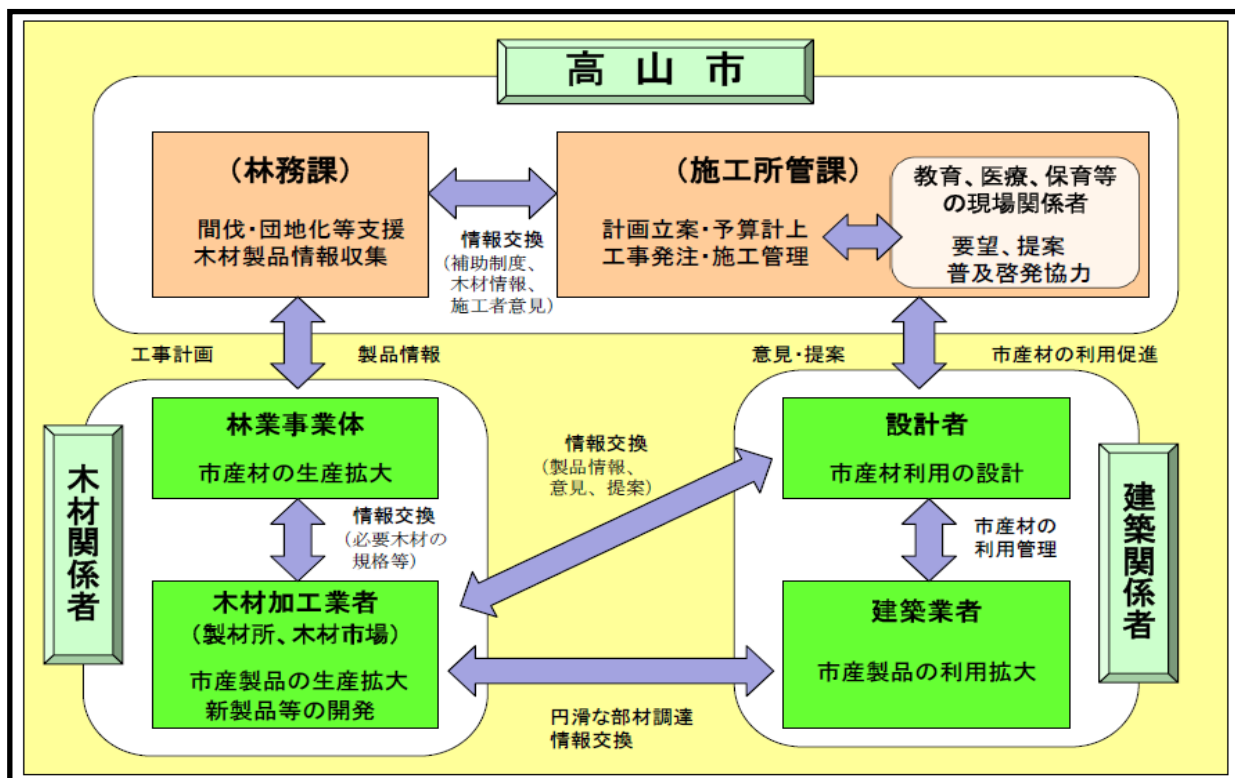 高山市
(林務課)
間伐・団地化等支援
木材製品情報収集
情報交換
(補助制度、
木材情報、
施工者意見)
(施工所管課)
計画立案・予算計上
工事発注・施工管理
教育、医療、保育等
の現場関係者
要望、提案
普及啓発協力
工事計画
製品情報
意見・提案
市産材の利用促進
木材関係者
林業事業体
市産材の生産拡大
情報交換
(必要木材の
規格等)
木材加工業者
(製材所、木材市場)
市産製品の生産拡大
新製品等の開発
情報交換
(製品情報、
意見、提案)
円滑な部材調達
情報交換
設計者
市産材利用の設計
市産材の
利用管理
建築業者
市産製品の利用拡大
建築関係者